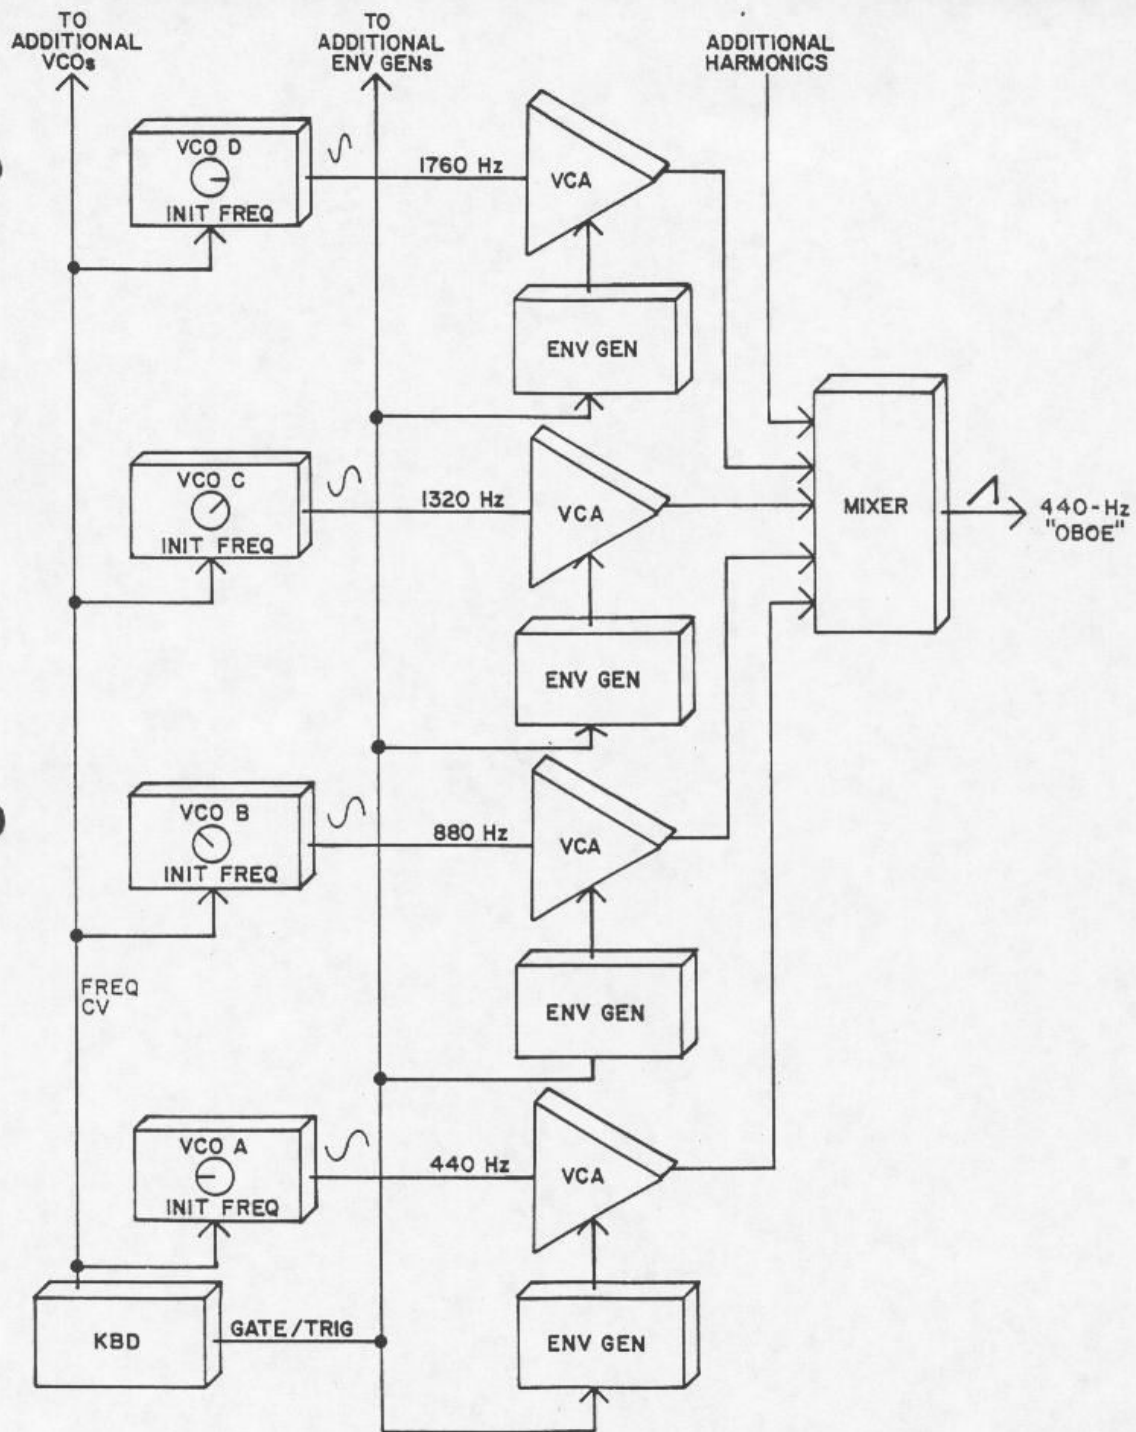 TO
ADDITIONAL
VCOs
TO
ADDITIONAL
ENV GENs
ADDITIONAL
HARMONICS
VCO D
INIT FREQ
1760 Hz
VCA
ENV GEN
VCO C
INIT FREQ
1320 Hz
VCA
MIXER
440-Hz
"OBOE"
ENV GEN
VCO B
INIT FREQ
880 Hz
VCA
FREQ
CV
ENV GEN
VCO A
INIT FREQ
440 Hz
VCA
KBD
GATE/TRIG
ENV GEN